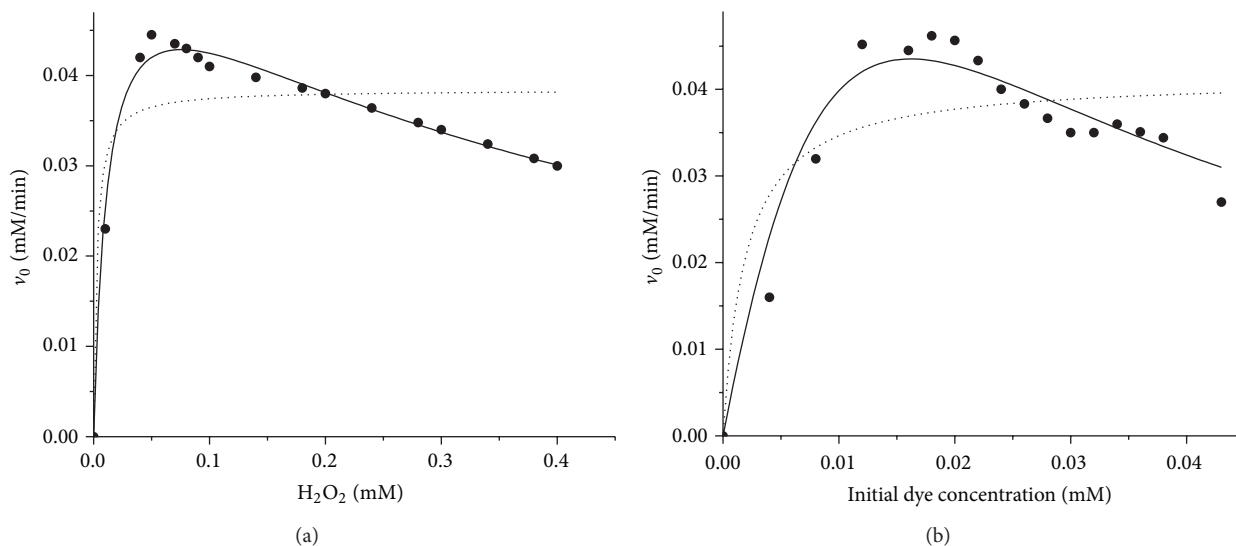 0.04
0.03
0.02
0.01
0.00
v₀ (mM/min)
0.0 0.1 0.2 0.3 0.4
H₂O₂ (mM)
(a)
0.04
0.03
0.02
0.01
0.00
v₀ (mM/min)
0.00 0.01 0.02 0.03 0.04
Initial dye concentration (mM)
(b)